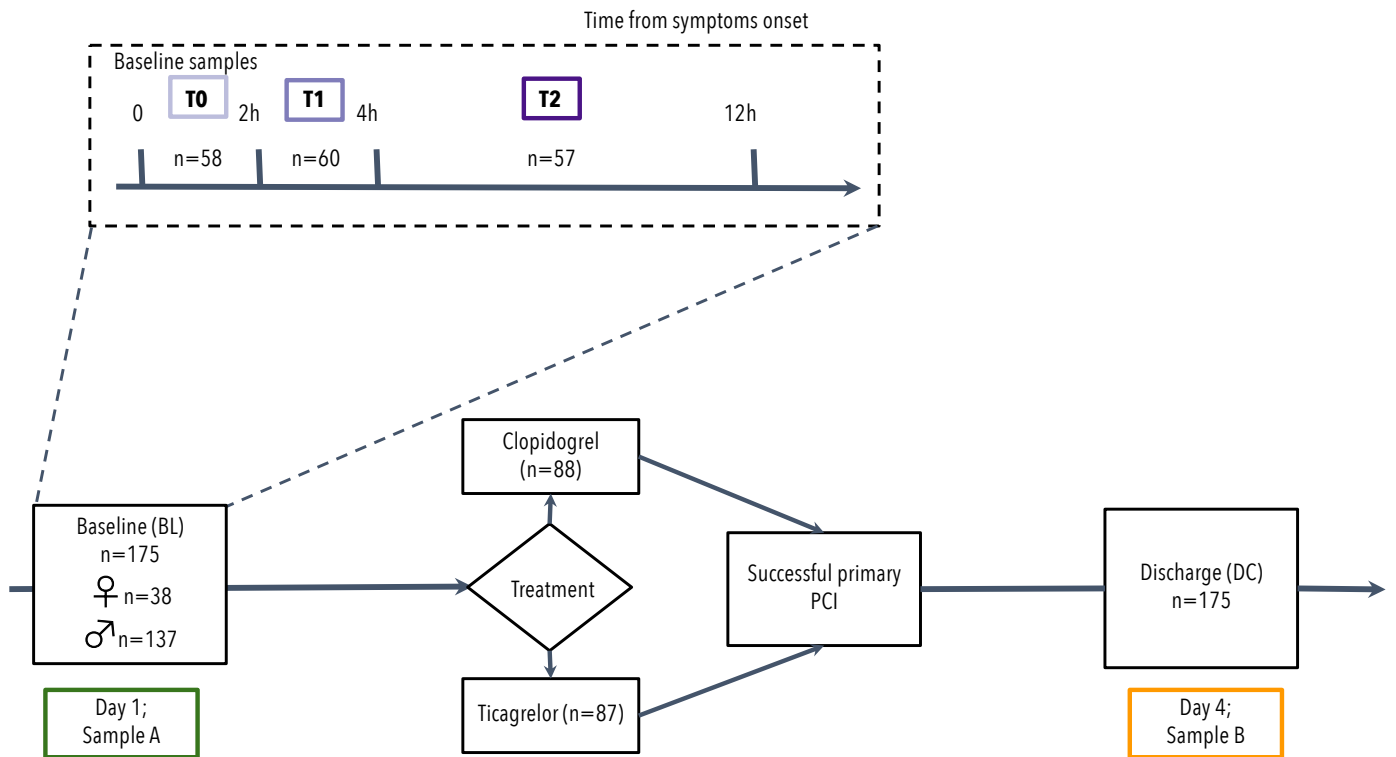 Time from symptoms onset
Baseline samples
0
T0
2h
T1
4h
T2
12h
n=58
n=60
n=57
Clopidogrel
(n=88)
Baseline (BL)
n=175
♀ n=38
♂ n=137
Treatment
Successful primary
PCI
Discharge (DC)
n=175
Ticagrelor (n=87)
Day 1;
Sample A
Day 4;
Sample B